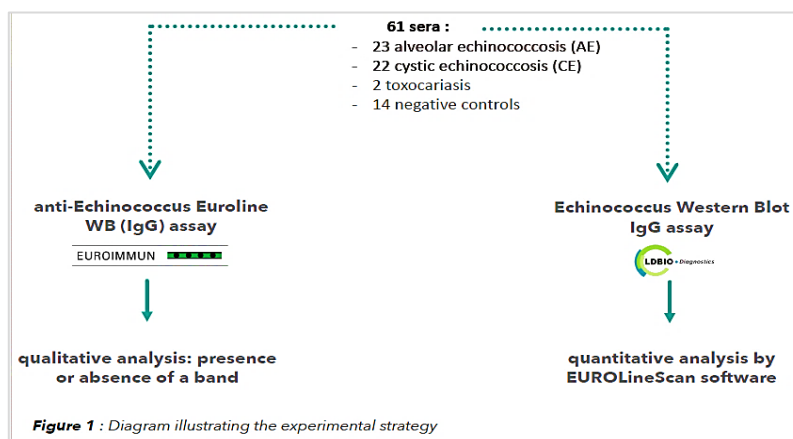 61 sera :
- 23 alveolar echinococcosis (AE)
- 22 cystic echinococcosis (CE)
- 2 toxocariasis
- 14 negative controls
anti-Echinococcus Euroline
WB (IgG) assay
EUROIMMUN
qualitative analysis: presence
or absence of a band
Echinococcus Western Blot
IgG assay
LDBIO • Diagnostics
quantitative analysis by
EUROLineScan software
Figure 1 : Diagram illustrating the experimental strategy